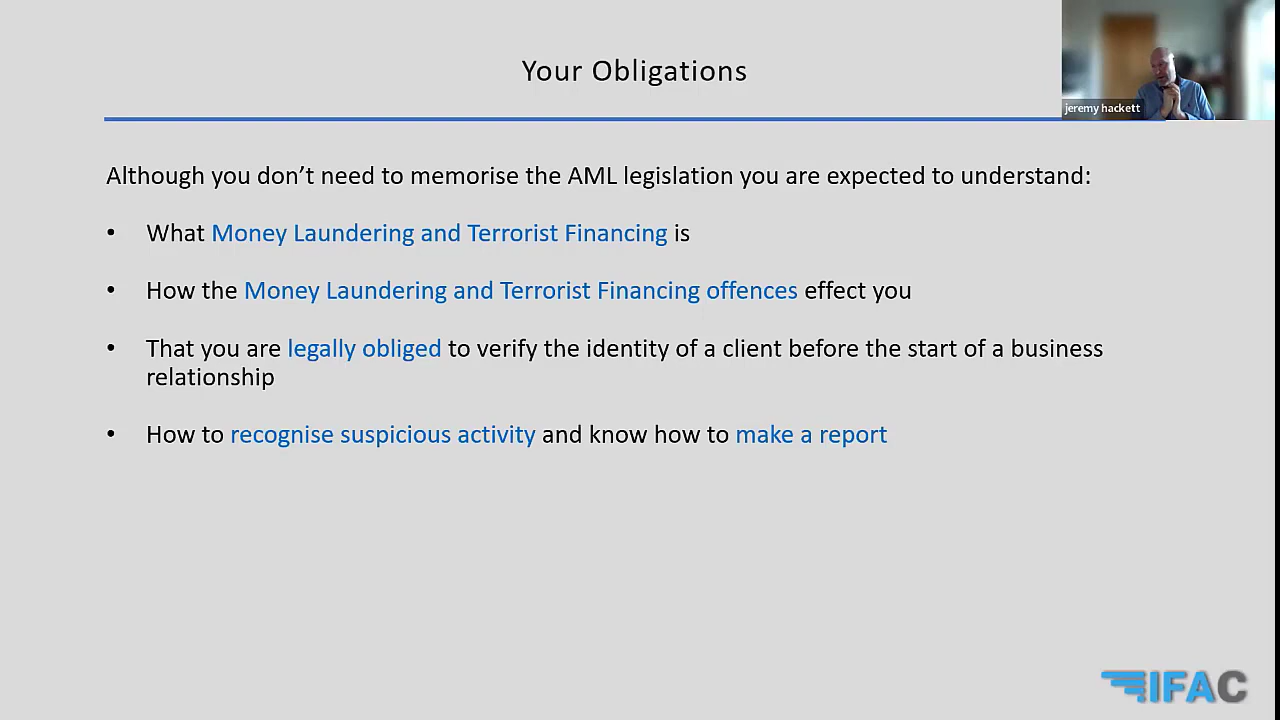 Your Obligations
jeremy hackett
Although you don’t need to memorise the AML legislation you are expected to understand:
• What Money Laundering and Terrorist Financing is
• How the Money Laundering and Terrorist Financing offences effect you
• That you are legally obliged to verify the identity of a client before the start of a business
relationship
• How to recognise suspicious activity and know how to make a report
IFAC